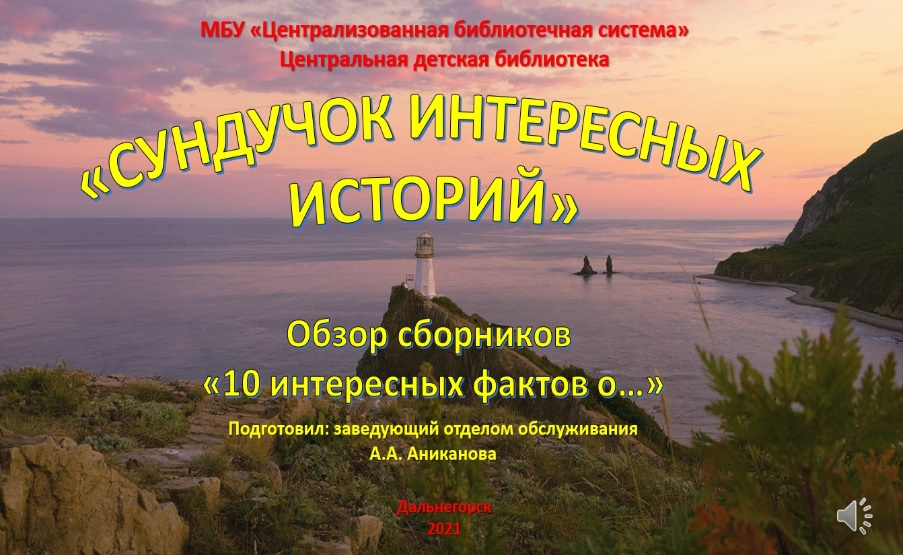 МБУ «Централизованная библиотечная система»
Центральная детская библиотека
«СУНДУЧОК ИНТЕРЕСНЫХ
ИСТОРИЙ»
Обзор сборников
«10 интересных фактов о...»
Подготовил: заведующий отделом обслуживания
А.А. Аниканова
Дальнегорск
2021